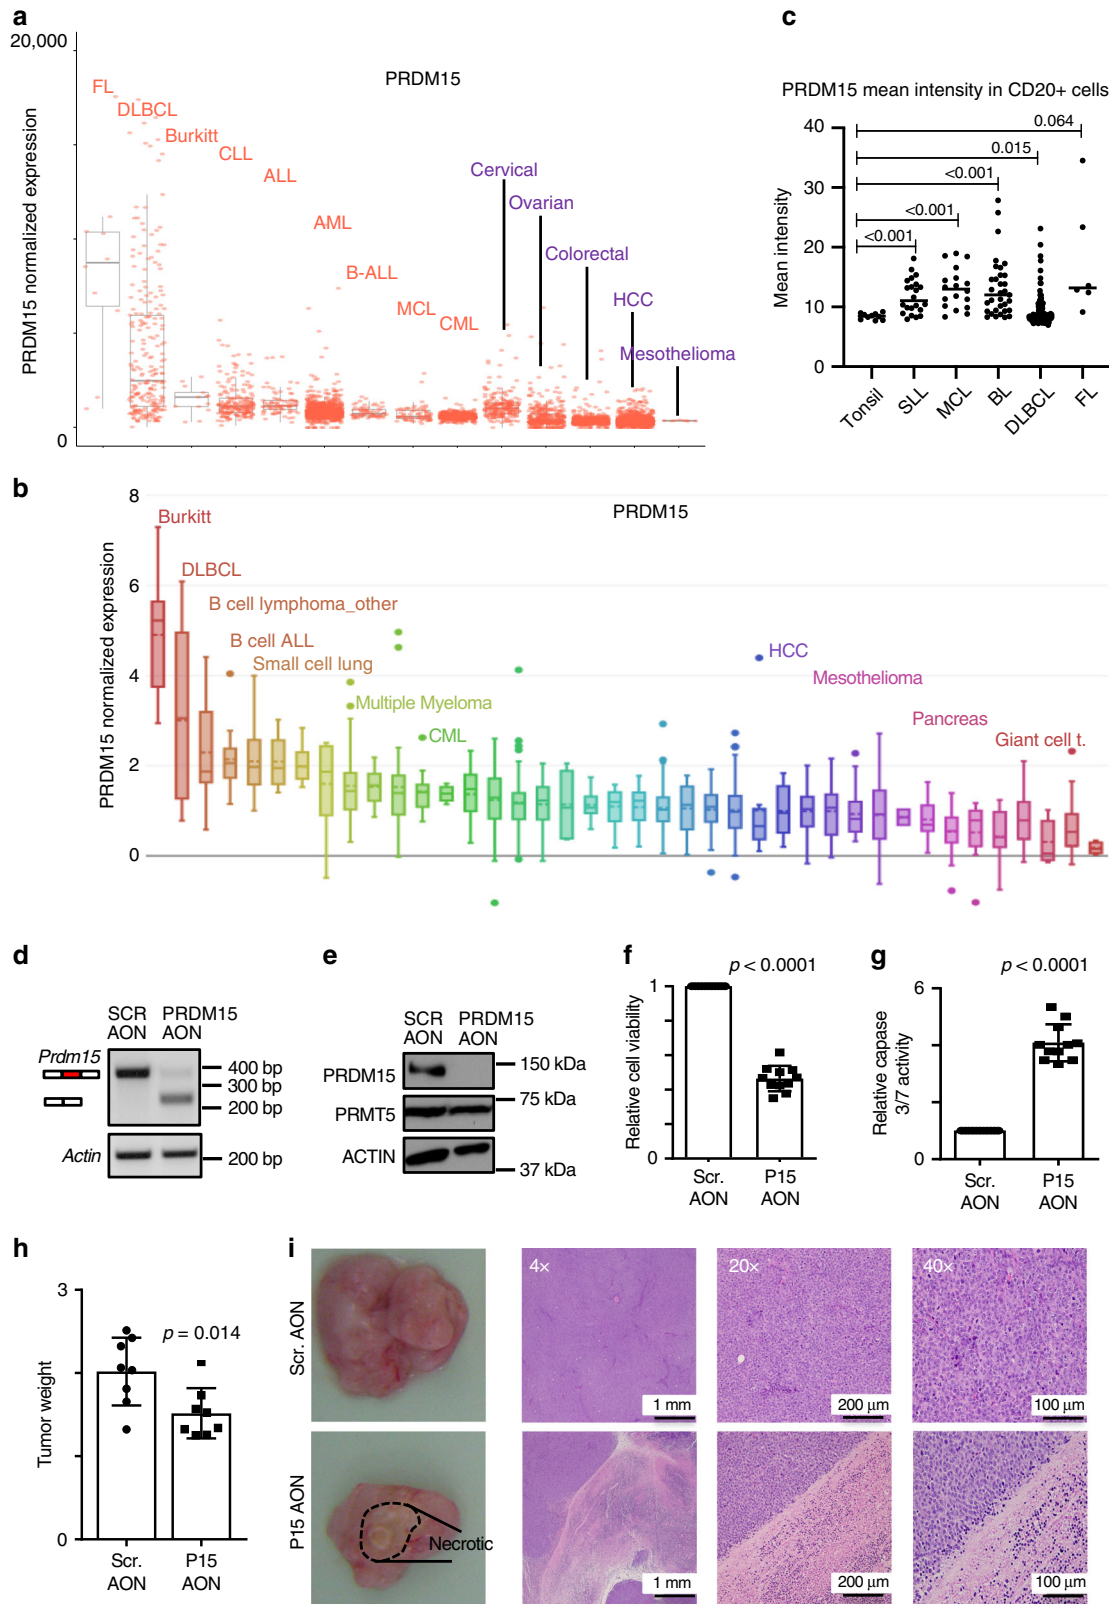 a
20,000
PRDM15
FL
DLBCL
Burkitt
CLL
ALL
AML
B-ALL
MCL
CML
Cervical
Ovarian
Colorectal
HCC
Mesothelioma
PRDM15 normalized expression
0
c
PRDM15 mean intensity in CD20+ cells
0.064
0.015
<0.001
<0.001
<0.001
40
30
20
10
0
Mean intensity
Tonsil
SLL
MCL
BL
DLBCL
FL
b
PRDM15
8
6
4
2
0
PRDM15 normalized expression
Burkitt
DLBCL
B cell lymphoma_other
B cell ALL
Small cell lung
Multiple Myeloma
CML
HCC
Mesothelioma
Pancreas
Giant cell t.
d
SCR AON
PRDM15 AON
Prdm15
400 bp
300 bp
200 bp
Actin
200 bp
e
SCR AON
PRDM15 AON
PRDM15
150 kDa
75 kDa
PRMT5
ACTIN
37 kDa
f
p < 0.0001
1
0
Relative cell viability
Scr. AON
P15 AON
g
p < 0.0001
6
0
Relative capase 3/7 activity
Scr. AON
P15 AON
h
3
0
p = 0.014
Tumor weight
Scr. AON
P15 AON
i
Scr. AON
4×
20×
40×
1 mm
200 µm
100 µm
P15 AON
Necrotic
1 mm
200 µm
100 µm